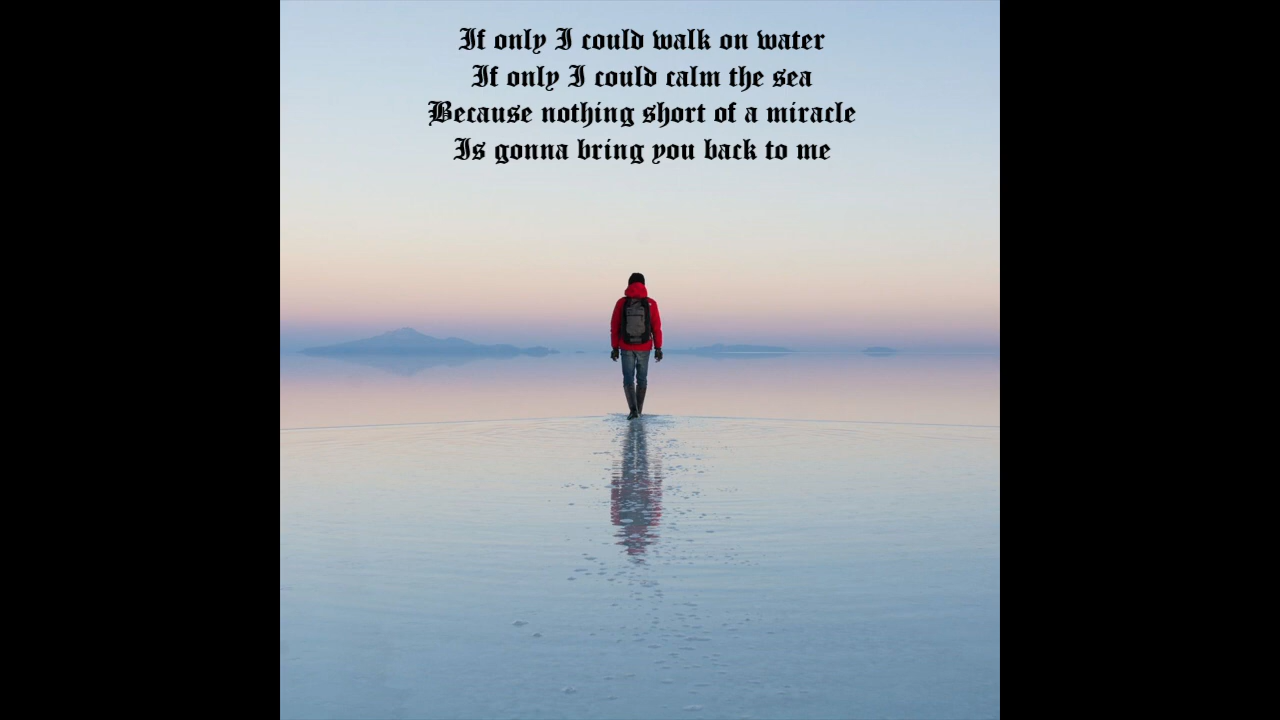 If only I could walk on water
If only I could calm the sea
Because nothing short of a miracle
Is gonna bring you back to me